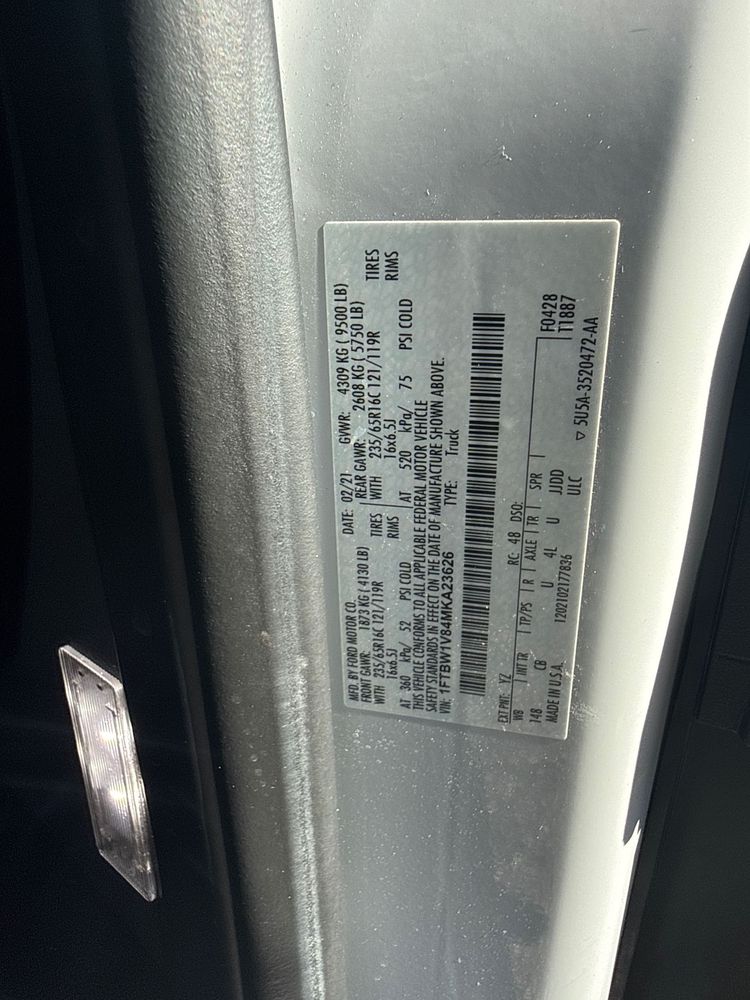 MFD. BY FORD MOTOR CO.
DATE: 02/21 GVWR: 4309 KG ( 9500 LB)
FRONT GAWR: 1873 KG ( 4130 LB) REAR GAWR: 2608 KG ( 5750 LB)
WITH 235/65R16C 121/119R TIRES WITH 235/65R16C 121/119R TIRES
16x6.5J RIMS 16x6.5J RIMS
AT 360 kPa/ 52 PSI COLD AT 520 kPa/ 75 PSI COLD
THIS VEHICLE CONFORMS TO ALL APPLICABLE FEDERAL MOTOR VEHICLE
SAFETY STANDARDS IN EFFECT ON THE DATE OF MANUFACTURE SHOWN ABOVE.
VIN: 1FTBW1V84MKA23626 TYPE: Truck
EXT PNT: YZ RC: 48 DSO:
WB INT TR TP/PS R AXLE TR SPR F0428
148 CB U 4L U JJDD T1887
MADE IN U.S.A. 1202102177836 ULC
▽ 5U5A-3520472-AA